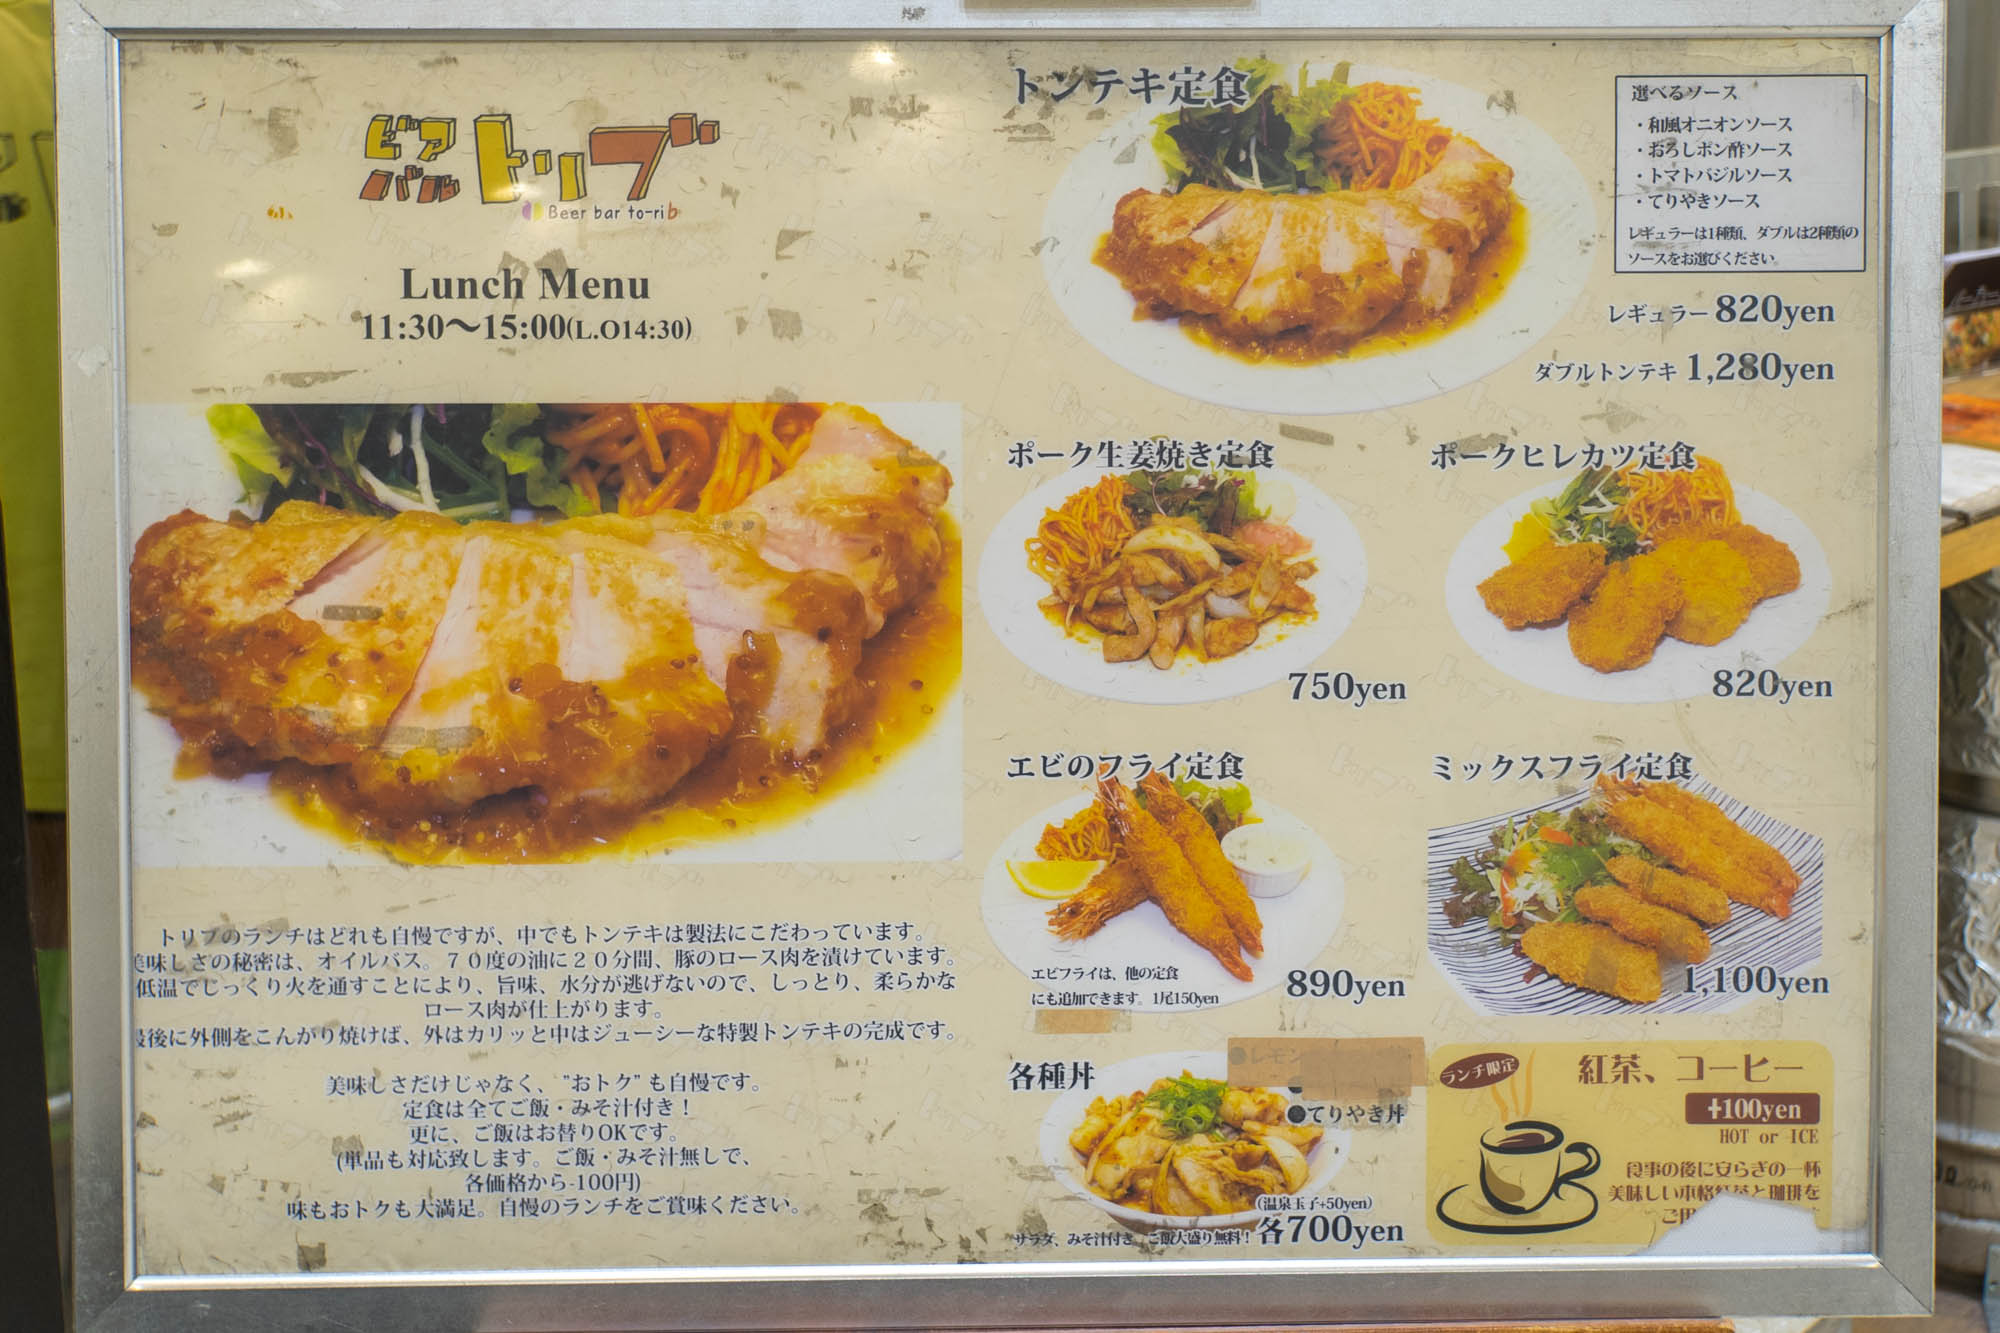 ビアバル トリブ
Beer bar to-rib
Lunch Menu
11:30〜15:00(L.O14:30)
トリブのランチはどれも自慢ですが、中でもトンテキは製法にこだわっています。
美味しさの秘密は、オイルバス。７０度の油に２０分間、豚のロース肉を漬けています。
低温でじっくり火を通すことにより、旨味、水分が逃げないので、しっとり、柔らかな
ロース肉が仕上がります。
最後に外側をこんがり焼けば、外はカリッと中はジューシーな特製トンテキの完成です。
美味しさだけじゃなく、"おトク" も自慢です。
定食は全てご飯・みそ汁付き！
更に、ご飯はお替りOKです。
(単品も対応致します。ご飯・みそ汁無しで、
各価格から-100円)
味もおトクも大満足。自慢のランチをご賞味ください。
トンテキ定食
選べるソース
・和風オニオンソース
・おろしポン酢ソース
・トマトバジルソース
・てりやきソース
レギュラーは1種類、ダブルは2種類の
ソースをお選びください。
レギュラー 820yen
ダブルトンテキ 1,280yen
ポーク生姜焼き定食
750yen
ポークヒレカツ定食
820yen
エビのフライ定食
エビフライは、他の定食
にも追加できます。1尾150yen
890yen
ミックスフライ定食
1,100yen
各種丼
●レモン
●
●てりやき丼
(温泉玉子+50yen)
サラダ、みそ汁付き ご飯大盛り無料！ 各700yen
ランチ限定
紅茶、コーヒー
+100yen
HOT or ICE
食事の後に安らぎの一杯
美味しい本格紅茶と珈琲を